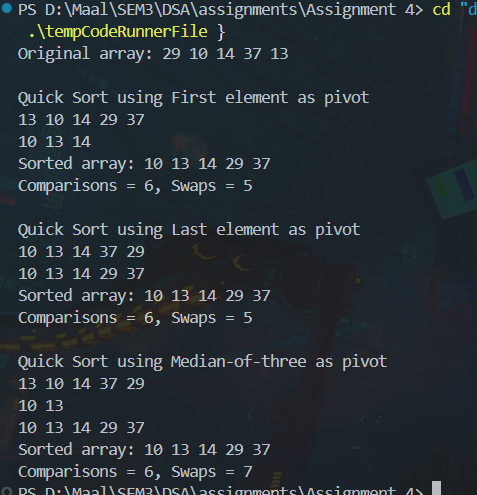 PS D:\Maal\SEM3\DSA\assignments\Assignment 4> cd "d
.\tempCodeRunnerFile }
Original array: 29 10 14 37 13
Quick Sort using First element as pivot
13 10 14 29 37
10 13 14
Sorted array: 10 13 14 29 37
Comparisons = 6, Swaps = 5
Quick Sort using Last element as pivot
10 13 14 37 29
10 13 14 29 37
Sorted array: 10 13 14 29 37
Comparisons = 6, Swaps = 5
Quick Sort using Median-of-three as pivot
13 10 14 37 29
10 13
10 13 14 29 37
Sorted array: 10 13 14 29 37
Comparisons = 6, Swaps = 7
PS D:\Maal\SEM3\DSA\assignments\Assignment 4>